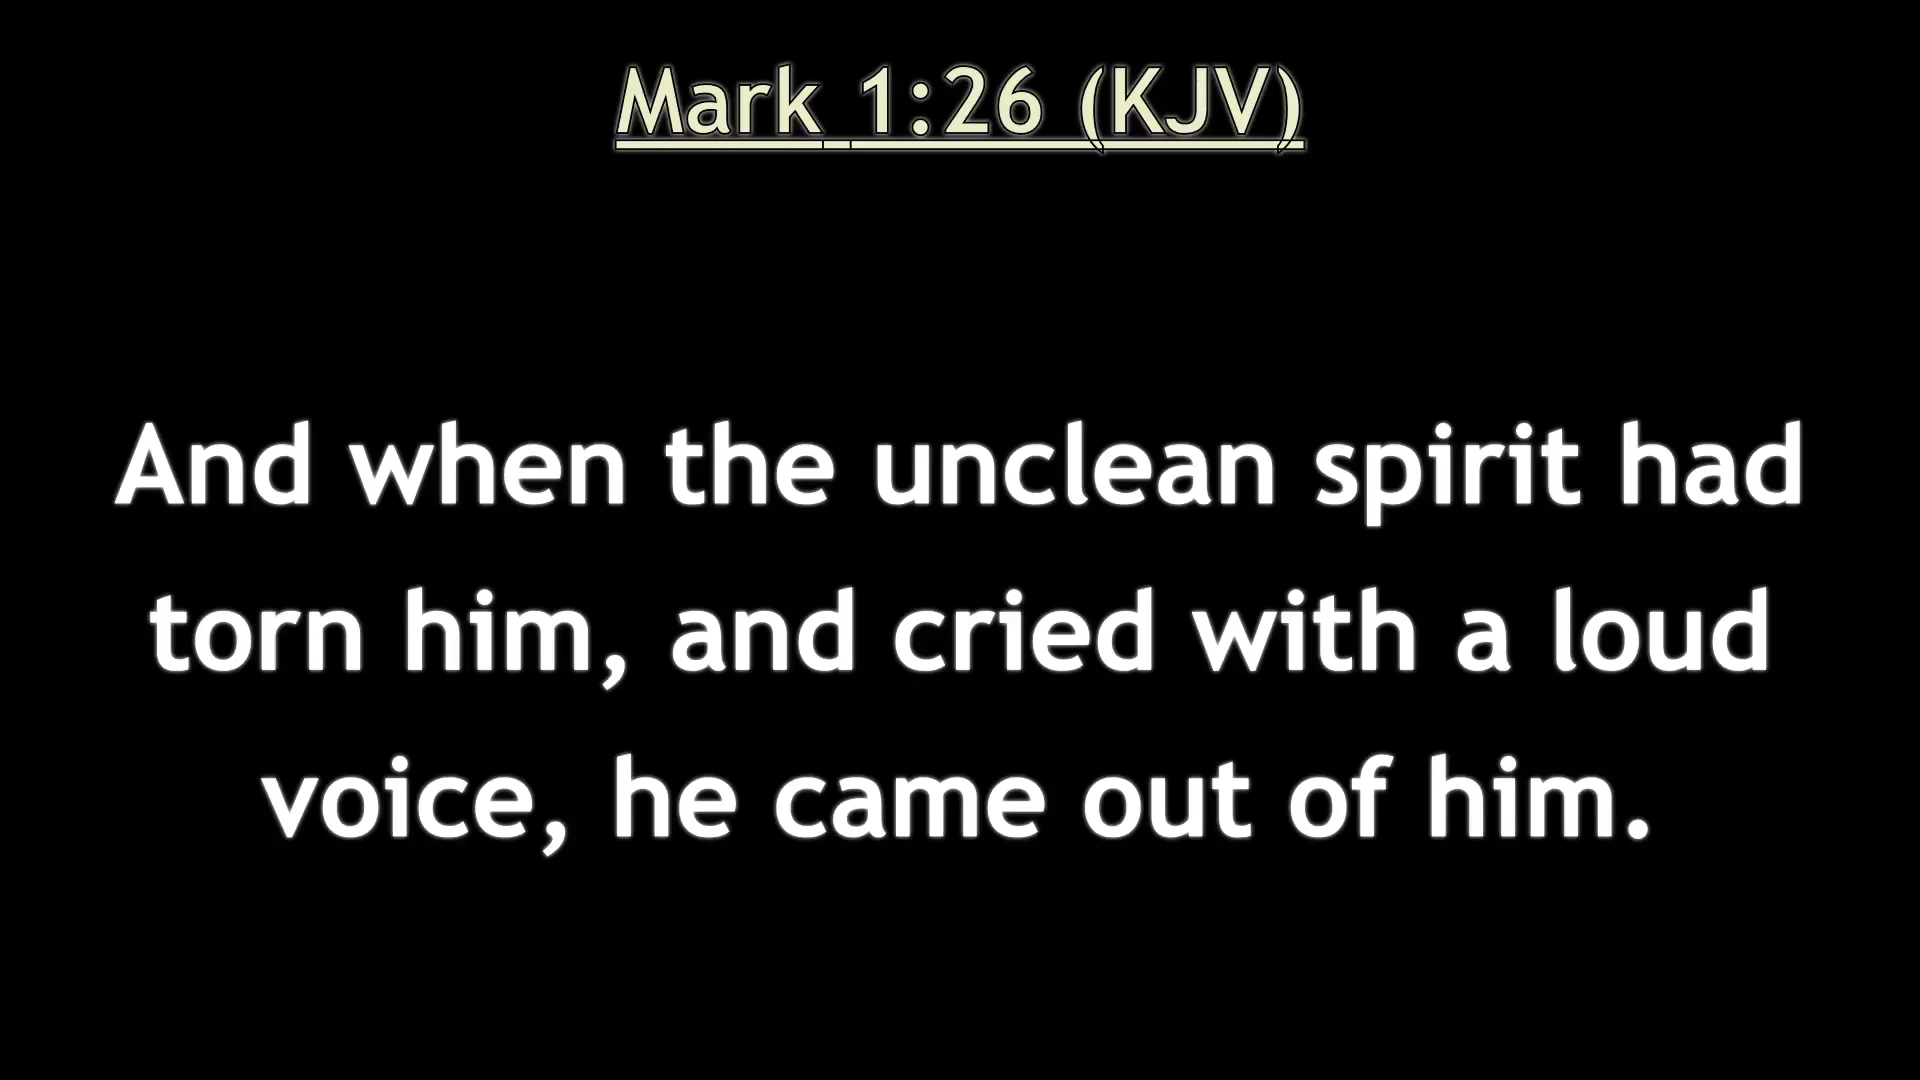 Mark 1:26 (KJV)
And when the unclean spirit had
torn him, and cried with a loud
voice, he came out of him.